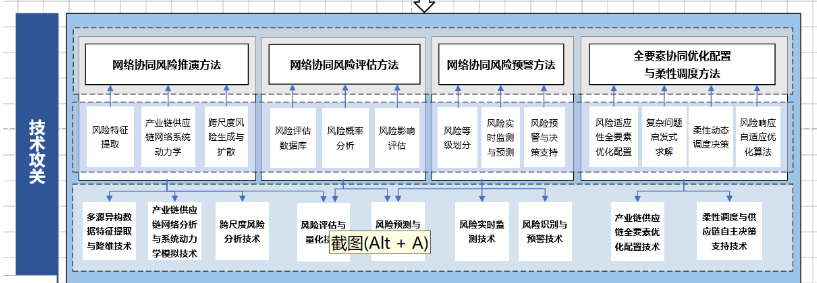 技术攻关
网络协同风险推演方法
网络协同风险评估方法
网络协同风险预警方法
全要素协同优化配置
与柔性调度方法
风险特征
提取
产业链供应
链网络系统
动力学
跨尺度风
险生成与
扩散
风险评估
数据库
风险概率
分析
风险影响
评估
风险等
级划分
风险实
时监测
与预测
风险预
警与决
策支持
风险适应
性全要素
优化配置
复杂问题
启发式
求解
柔性动态
调度决策
风险响应
自适应优
化算法
多源异构数
据特征提取
与降维技术
产业链供应
链网络分析
与系统动力
学模拟技术
跨尺度风险
分析技术
风险评估与
量化技
风险预测与
截图(Alt + A)
风险实时监
测技术
风险识别与
预警技术
产业链供应
链全要素优
化配置技术
柔性调度与供
应链自主决策
支持技术